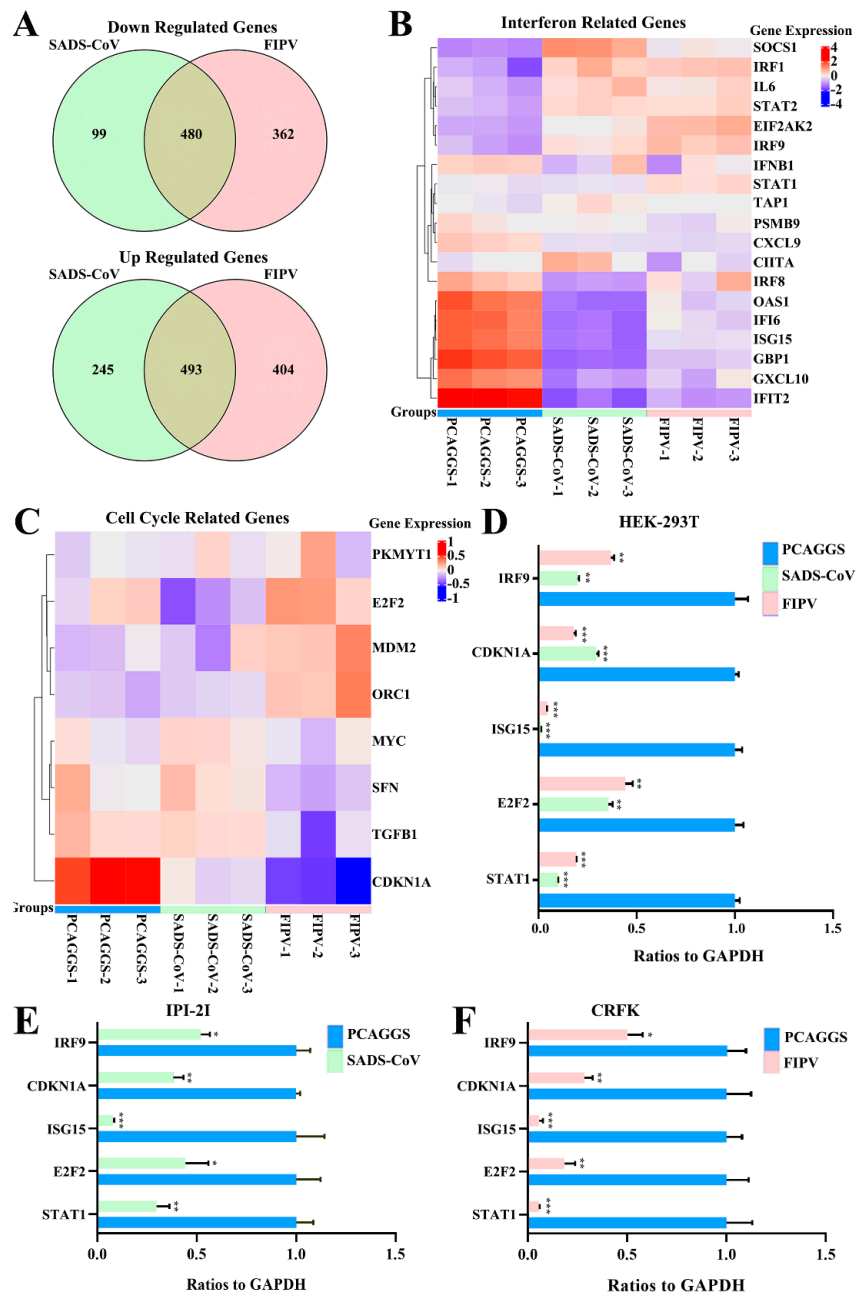 A
Down Regulated Genes
SADS-CoV
FIPV
99
480
362
Up Regulated Genes
SADS-CoV
FIPV
245
493
404
B
Interferon Related Genes
Gene Expression
4
2
0
-2
-4
SOCS1
IRF1
IL6
STAT2
EIF2AK2
IRF9
IFNB1
STAT1
TAP1
PSMB9
CXCL9
CIITA
IRF8
OAS1
IFI6
ISG15
GBP1
GXCL10
IFIT2
Groups
PCAGGS-1
PCAGGS-2
PCAGGS-3
SADS-CoV-1
SADS-CoV-2
SADS-CoV-3
FIPV-1
FIPV-2
FIPV-3
C
Cell Cycle Related Genes
Gene Expression
1
0.5
0
-0.5
-1
PKMYT1
E2F2
MDM2
ORC1
MYC
SFN
TGFB1
CDKN1A
Groups
PCAGGS-1
PCAGGS-2
PCAGGS-3
SADS-CoV-1
SADS-CoV-2
SADS-CoV-3
FIPV-1
FIPV-2
FIPV-3
D
HEK-293T
PCAGGS
SADS-CoV
FIPV
IRF9
**
**
CDKN1A
***
***
ISG15
***
***
E2F2
**
**
STAT1
***
***
0.0
0.5
1.0
1.5
Ratios to GAPDH
E
IPI-2I
PCAGGS
SADS-CoV
IRF9
*
CDKN1A
**
ISG15
***
E2F2
*
STAT1
**
0.0
0.5
1.0
1.5
Ratios to GAPDH
F
CRFK
PCAGGS
FIPV
IRF9
*
CDKN1A
**
ISG15
***
E2F2
**
STAT1
***
0.0
0.5
1.0
1.5
Ratios to GAPDH